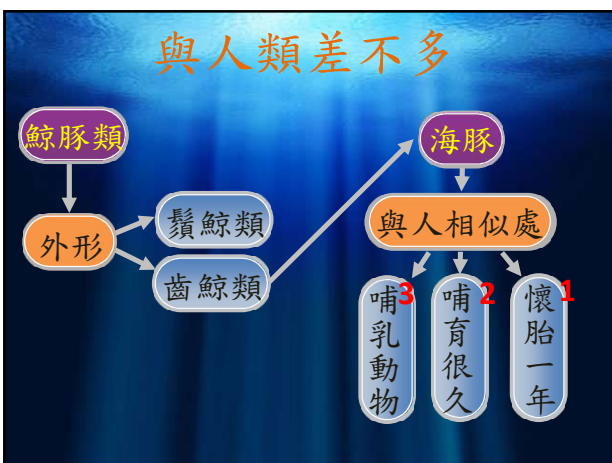 與人類差不多
鯨豚類
外形
鬚鯨類
齒鯨類
海豚
與人相似處
懷胎一年
1
哺育很久
2
哺乳動物
3